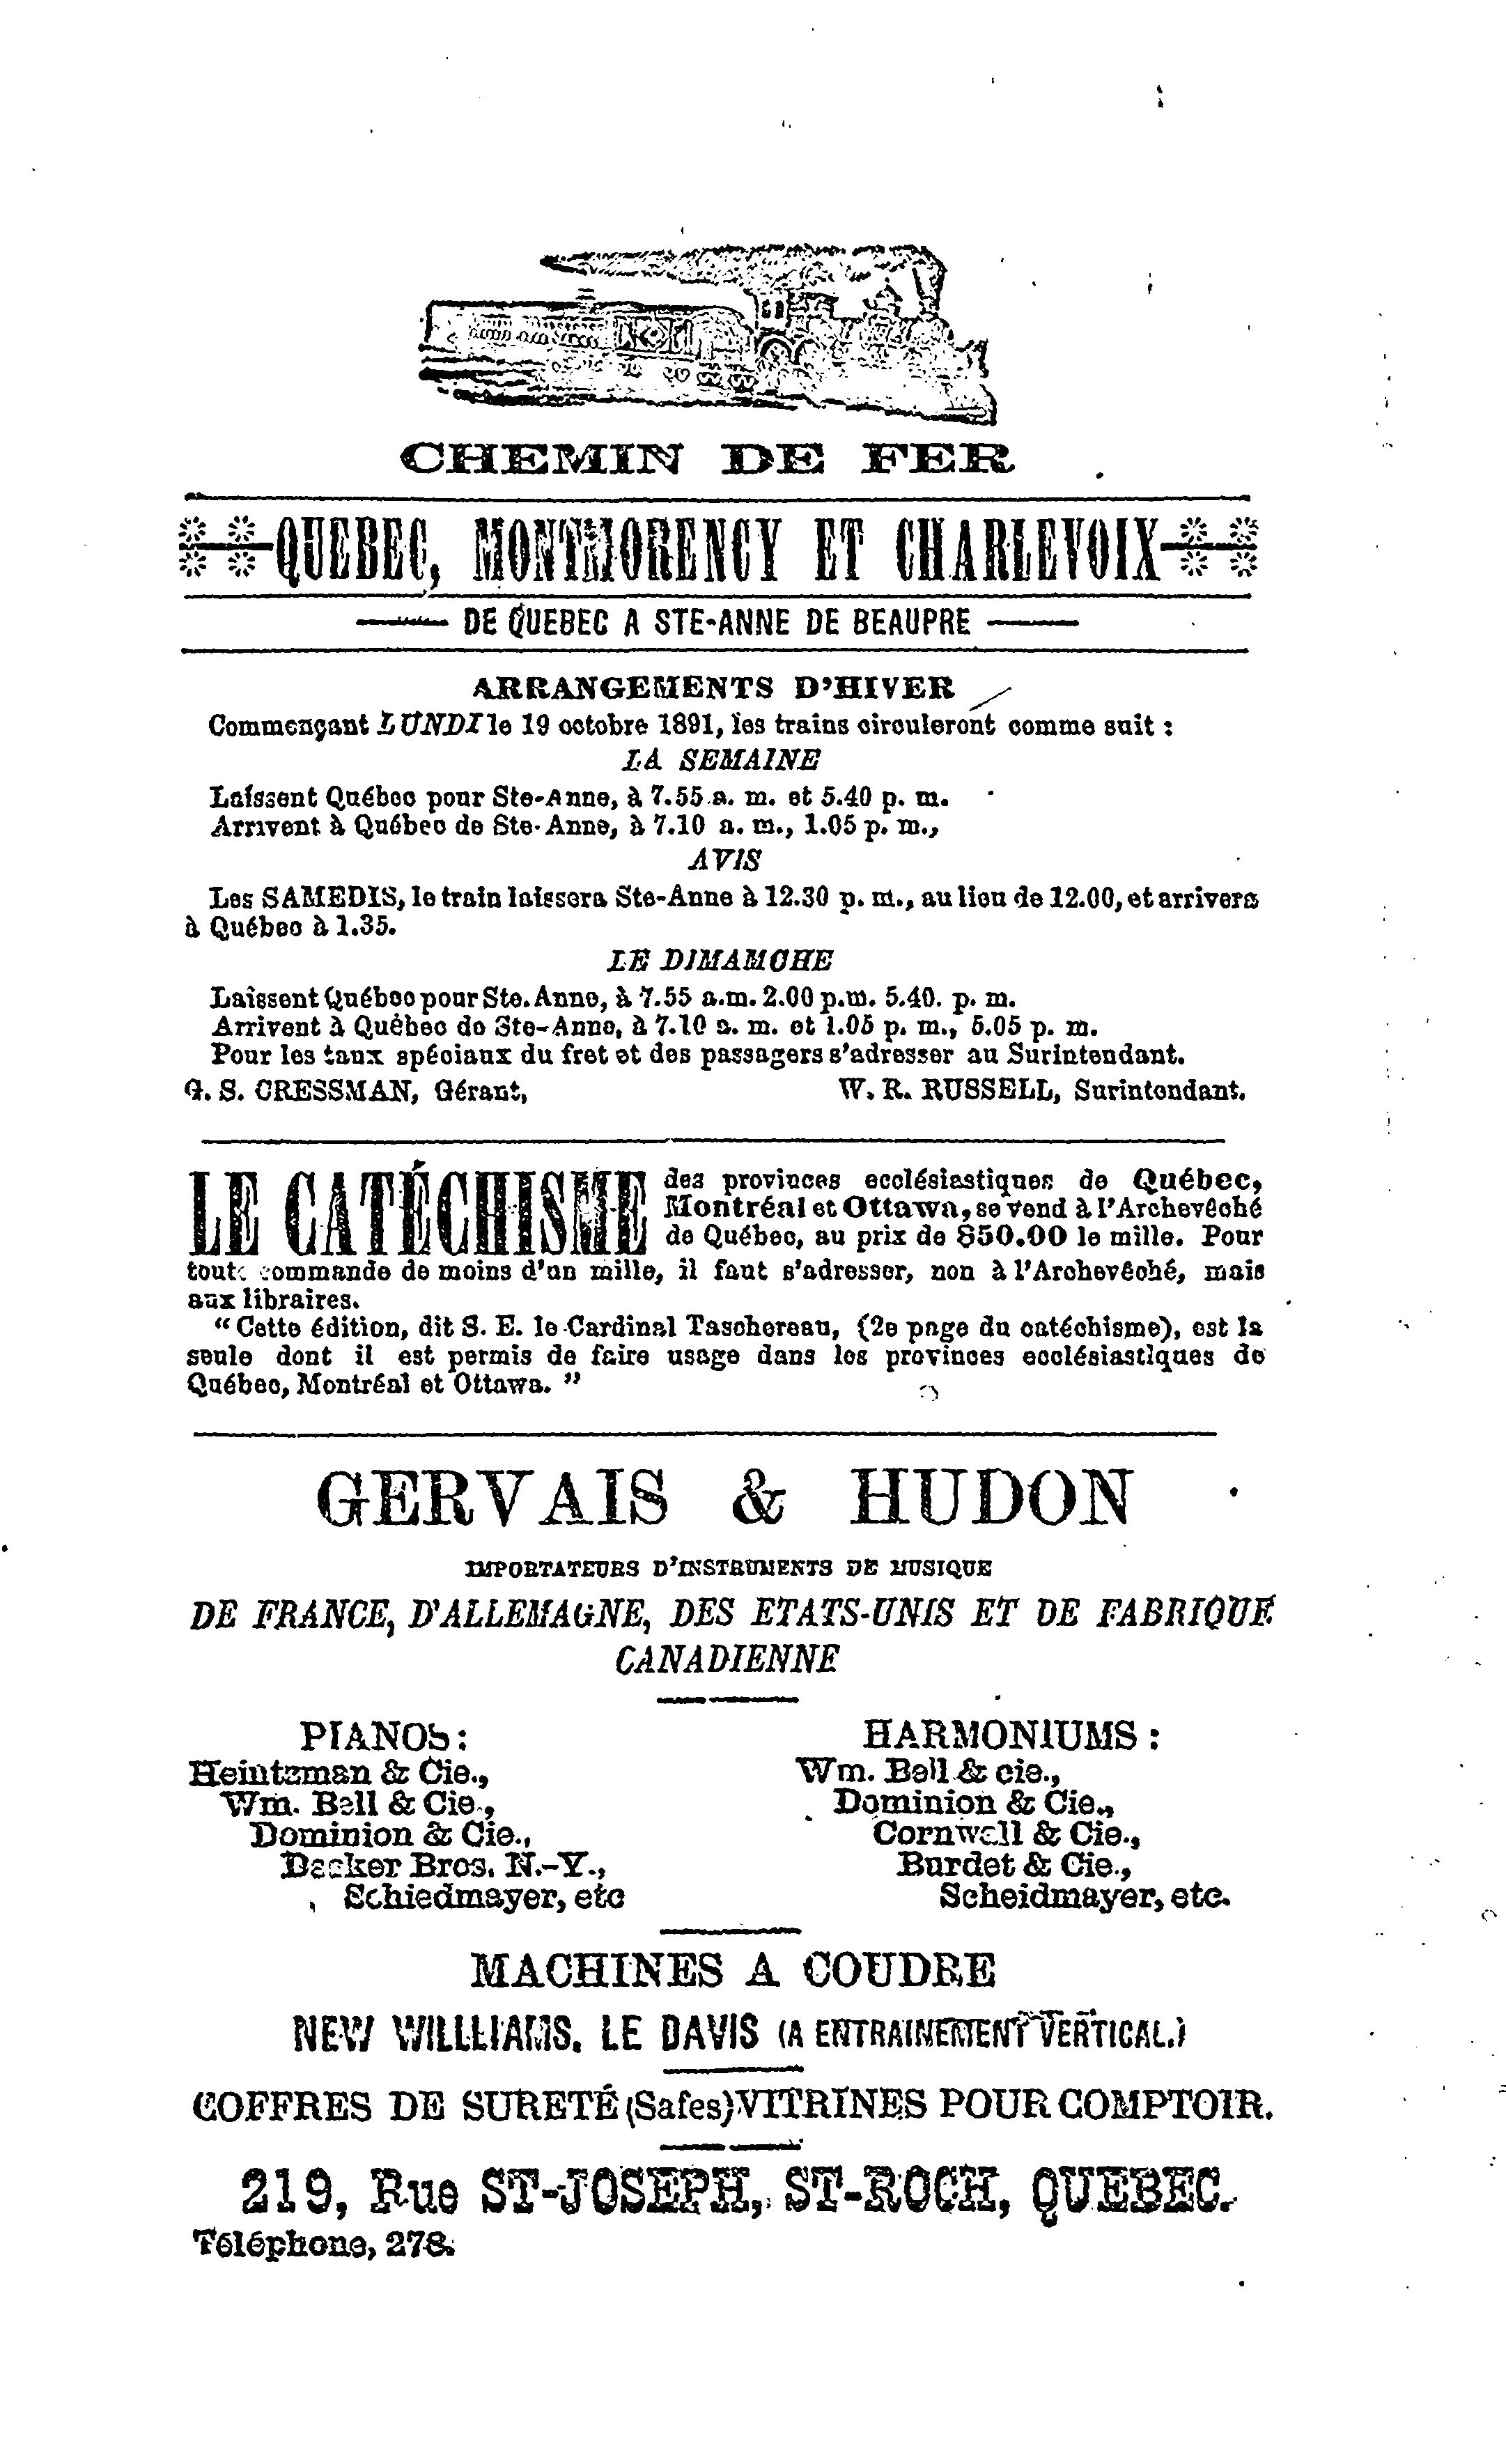 CHEMIN DE FER
QUEBEC, MONTMORENCY ET CHARLEVOIX
DE QUEBEC A STE-ANNE DE BEAUPRE
ARRANGEMENTS D'HIVER
Commençant LUNDI le 19 octobre 1891, les trains circuleront comme suit :
LA SEMAINE
Laissent Québec pour Ste-Anne, à 7.55 a. m. et 5.40 p. m.
Arrivent à Québec de Ste-Anne, à 7.10 a. m., 1.05 p. m.,
AVIS
Les SAMEDIS, le train laissera Ste-Anne à 12.30 p. m., au lieu de 12.00, et arrivera
à Québec à 1.35.
LE DIMAMCHE
Laissent Québec pour Ste. Anne, à 7.55 a.m. 2.00 p.m. 5.40. p. m.
Arrivent à Québec de Ste-Anne, à 7.10 a. m. et 1.05 p. m., 5.05 p. m.
Pour les taux spéciaux du fret et des passagers s'adresser au Surintendant.
G. S. CRESSMAN, Gérant, W. R. RUSSELL, Surintendant.
LE CATÉCHISME des provinces ecclésiastiques de Québec,
Montréal et Ottawa, se vend à l'Archevêché
de Québec, au prix de $50.00 le mille. Pour
toute commande de moins d'un mille, il faut s'adresser, non à l'Archevêché, mais
aux libraires.
“ Cette édition, dit S. E. le Cardinal Taschereau, (2e page du catéchisme), est la
seule dont il est permis de faire usage dans les provinces ecclésiastiques de
Québec, Montréal et Ottawa. ”
GERVAIS & HUDON
IMPORTATEURS D'INSTRUMENTS DE MUSIQUE
DE FRANCE, D'ALLEMAGNE, DES ETATS-UNIS ET DE FABRIQUE
CANADIENNE
PIANOS :
Heintzman & Cie.,
Wm. Bell & Cie.,
Dominion & Cie.,
Decker Bros. N.-Y.,
Schiedmayer, etc
HARMONIUMS :
Wm. Bell & cie.,
Dominion & Cie.,
Cornwall & Cie.,
Burdet & Cie.,
Scheidmayer, etc.
MACHINES A COUDRE
NEW WILLLIAMS. LE DAVIS (A ENTRAINEMENT VERTICAL.)
COFFRES DE SURETÉ (Safes) VITRINES POUR COMPTOIR.
219, Rue ST-JOSEPH, ST-ROCH, QUEBEC.
Téléphone, 278.